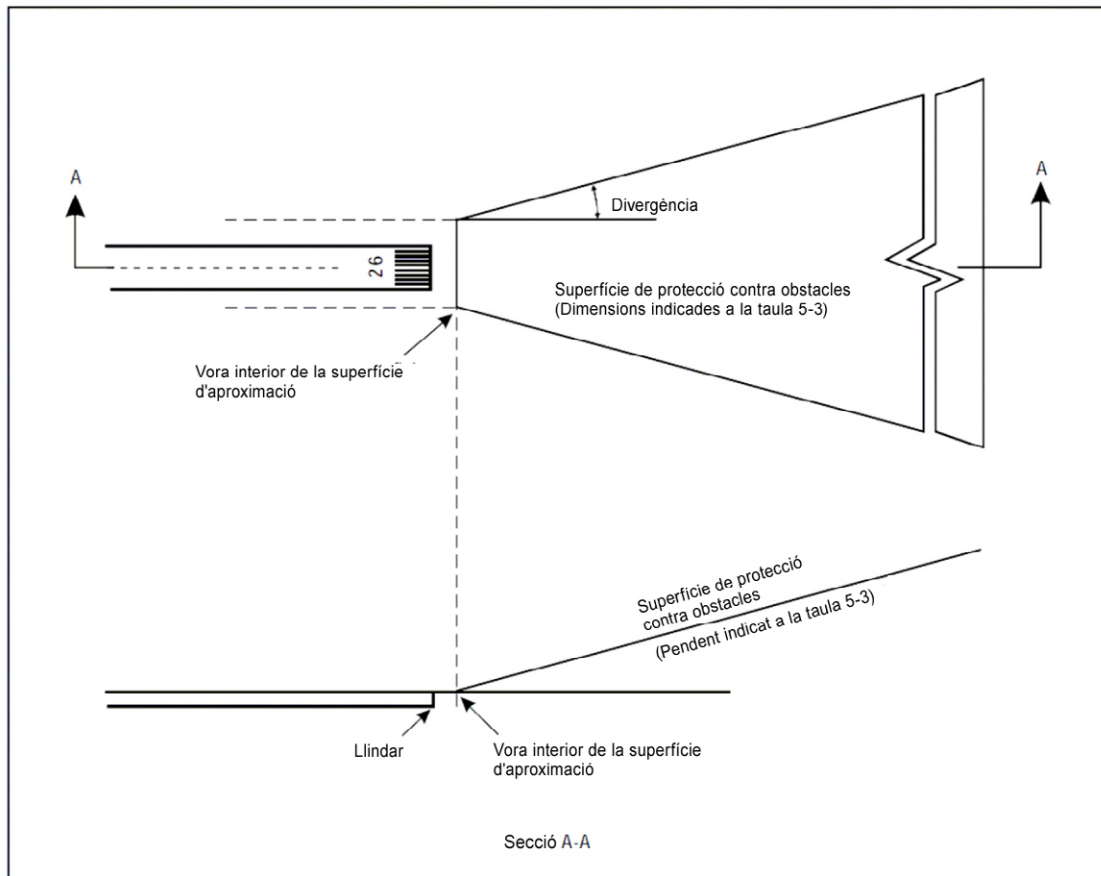 A
A
Divergència
26
Superfície de protecció contra obstacles
(Dimensions indicades a la taula 5-3)
Vora interior de la superfície
d'aproximació
Superfície de protecció
contra obstacles
(Pendent indicat a la taula 5-3)
Llindar
Vora interior de la superfície
d'aproximació
Secció A-A